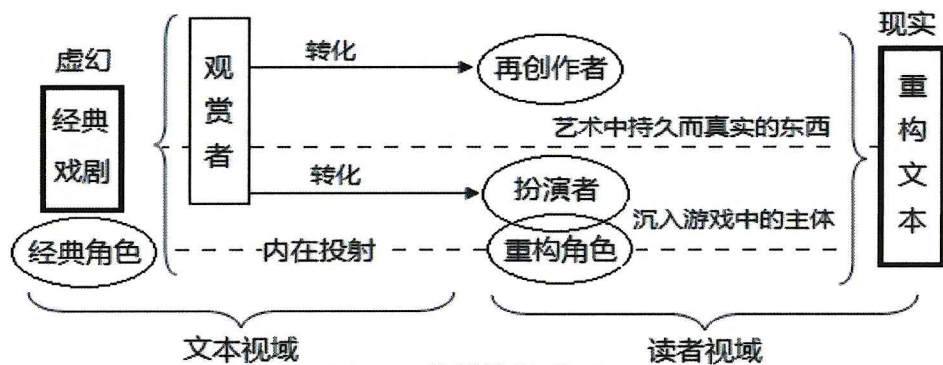 现实
虚幻
观赏者
转化
再创作者
经典
戏剧
重构文本
艺术中持久而真实的东西
转化
扮演者
沉入游戏中的主体
经典角色
内在投射
重构角色
文本视域
读者视域